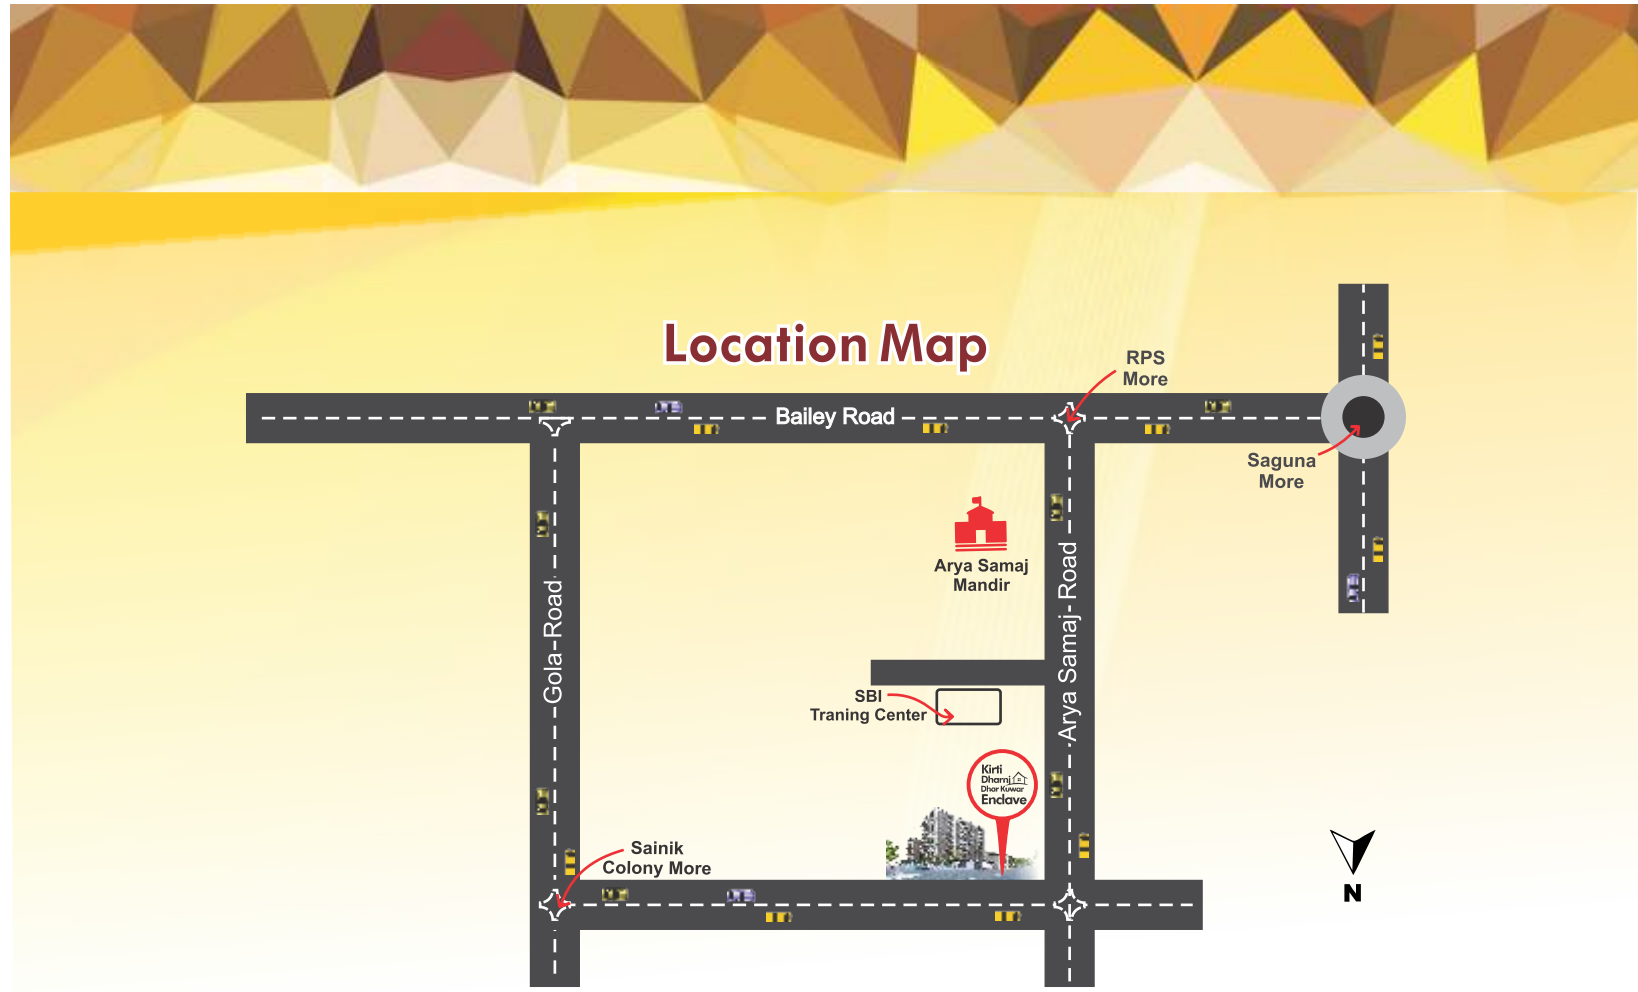 Location Map
RPS
More
Bailey Road
Saguna
More
Arya Samaj
Mandir
Gola Road
Arya Samaj Road
SBI
Traning Center
Kirti
Dharnj
Dhar Kuwar
Enclave
Sainik
Colony More
N